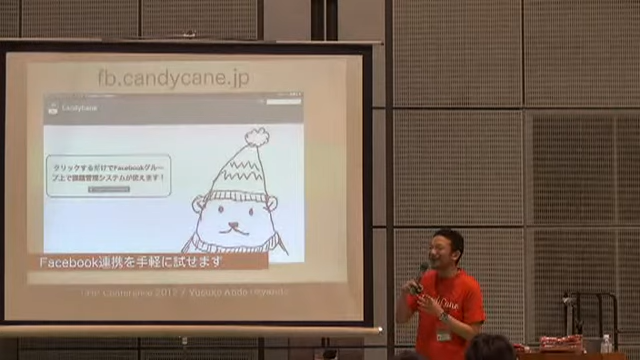 fb.candycane.jp
Candycane
クリックするだけでFacebookグルー
プ上で課題管理システムが使えます！
Facebook連携を手軽に試せます